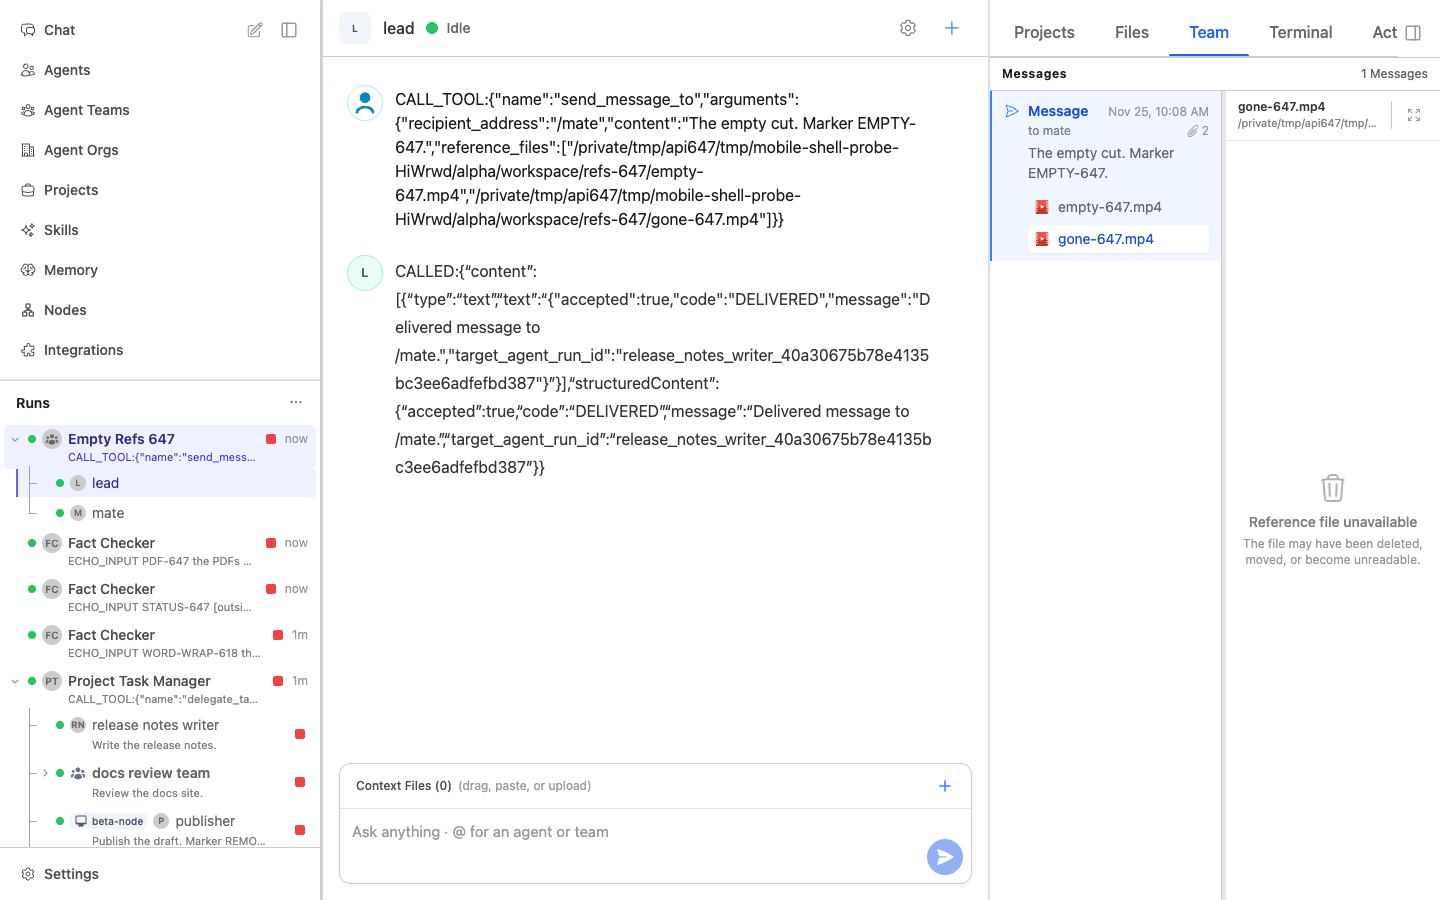 Chat
Agents
Agent Teams
Agent Orgs
Projects
Skills
Memory
Nodes
Integrations
Runs
Empty Refs 647
now
CALL_TOOL:{"name":"send_mess...
L
lead
M
mate
FC
Fact Checker
now
ECHO_INPUT PDF-647 the PDFs ...
FC
Fact Checker
now
ECHO_INPUT STATUS-647 [outsi...
FC
Fact Checker
1m
ECHO_INPUT WORD-WRAP-618 th...
PT
Project Task Manager
1m
CALL_TOOL:{"name":"delegate_ta...
RN
release notes writer
Write the release notes.
docs review team
Review the docs site.
beta-node
P
publisher
Publish the draft. Marker REMO...
Settings
L
lead
Idle
CALL_TOOL:{"name":"send_message_to","arguments":
{"recipient_address":"/mate","content":"The empty cut. Marker EMPTY-
647.","reference_files":["/private/tmp/api647/tmp/mobile-shell-probe-
HiWrwd/alpha/workspace/refs-647/empty-
647.mp4","/private/tmp/api647/tmp/mobile-shell-probe-
HiWrwd/alpha/workspace/refs-647/gone-647.mp4"]}}
L
CALLED:{“content”:
[{“type”:“text”,“text”:“{"accepted":true,"code":"DELIVERED","message":"D
elivered message to
/mate.","target_agent_run_id":"release_notes_writer_40a30675b78e4135
bc3ee6adfefbd387"}”}],“structuredContent”:
{“accepted”:true,“code”:“DELIVERED”,“message”:“Delivered message to
/mate.”,“target_agent_run_id”:“release_notes_writer_40a30675b78e4135b
c3ee6adfefbd387”}}
Context Files (0) (drag, paste, or upload)
Ask anything · @ for an agent or team
Projects
Files
Team
Terminal
Act
Messages
1 Messages
Message
Nov 25, 10:08 AM
to mate
2
The empty cut. Marker
EMPTY-647.
empty-647.mp4
gone-647.mp4
gone-647.mp4
/private/tmp/api647/tmp/...
Reference file unavailable
The file may have been deleted,
moved, or become unreadable.